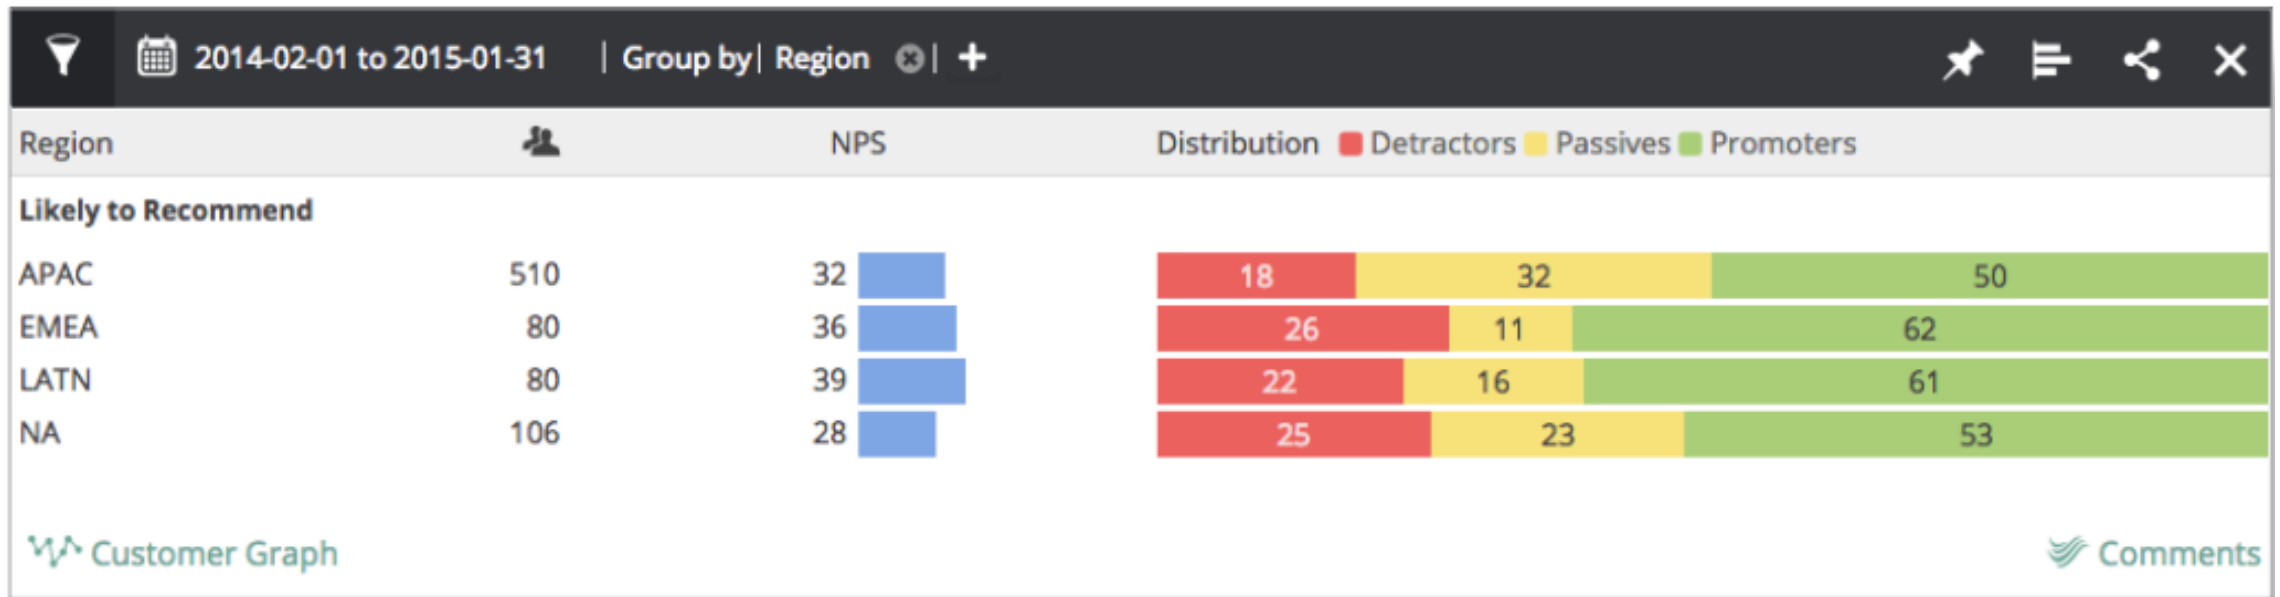 2014-02-01 to 2015-01-31 | Group by | Region | +
Region NPS Distribution Detractors Passives Promoters
Likely to Recommend
APAC 510 32 18 32 50
EMEA 80 36 26 11 62
LATN 80 39 22 16 61
NA 106 28 25 23 53
Customer Graph Comments